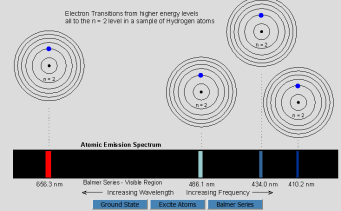 Electron Transitions from higher energy levels
all to the n = 2 level in a sample of Hydrogen atoms
n = 2
n = 2
n = 2
n = 2
Atomic Emission Spectrum
656.3 nm
Balmer Series - Visible Region
486.1 nm
434.0 nm
410.2 nm
Increasing Wavelength
Increasing Frequency
Ground State
Excite Atoms
Balmer Series